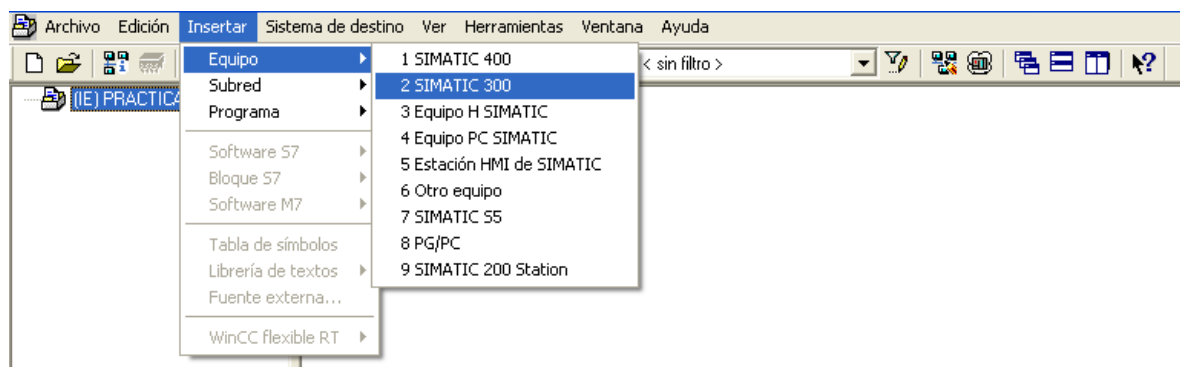 Archivo Edición Insertar Sistema de destino Ver Herramientas Ventana Ayuda
< sin filtro >
(IE) PRACTICA
Equipo
Subred
Programa
Software S7
Bloque S7
Software M7
Tabla de símbolos
Librería de textos
Fuente externa...
WinCC flexible RT
1 SIMATIC 400
2 SIMATIC 300
3 Equipo H SIMATIC
4 Equipo PC SIMATIC
5 Estación HMI de SIMATIC
6 Otro equipo
7 SIMATIC S5
8 PG/PC
9 SIMATIC 200 Station